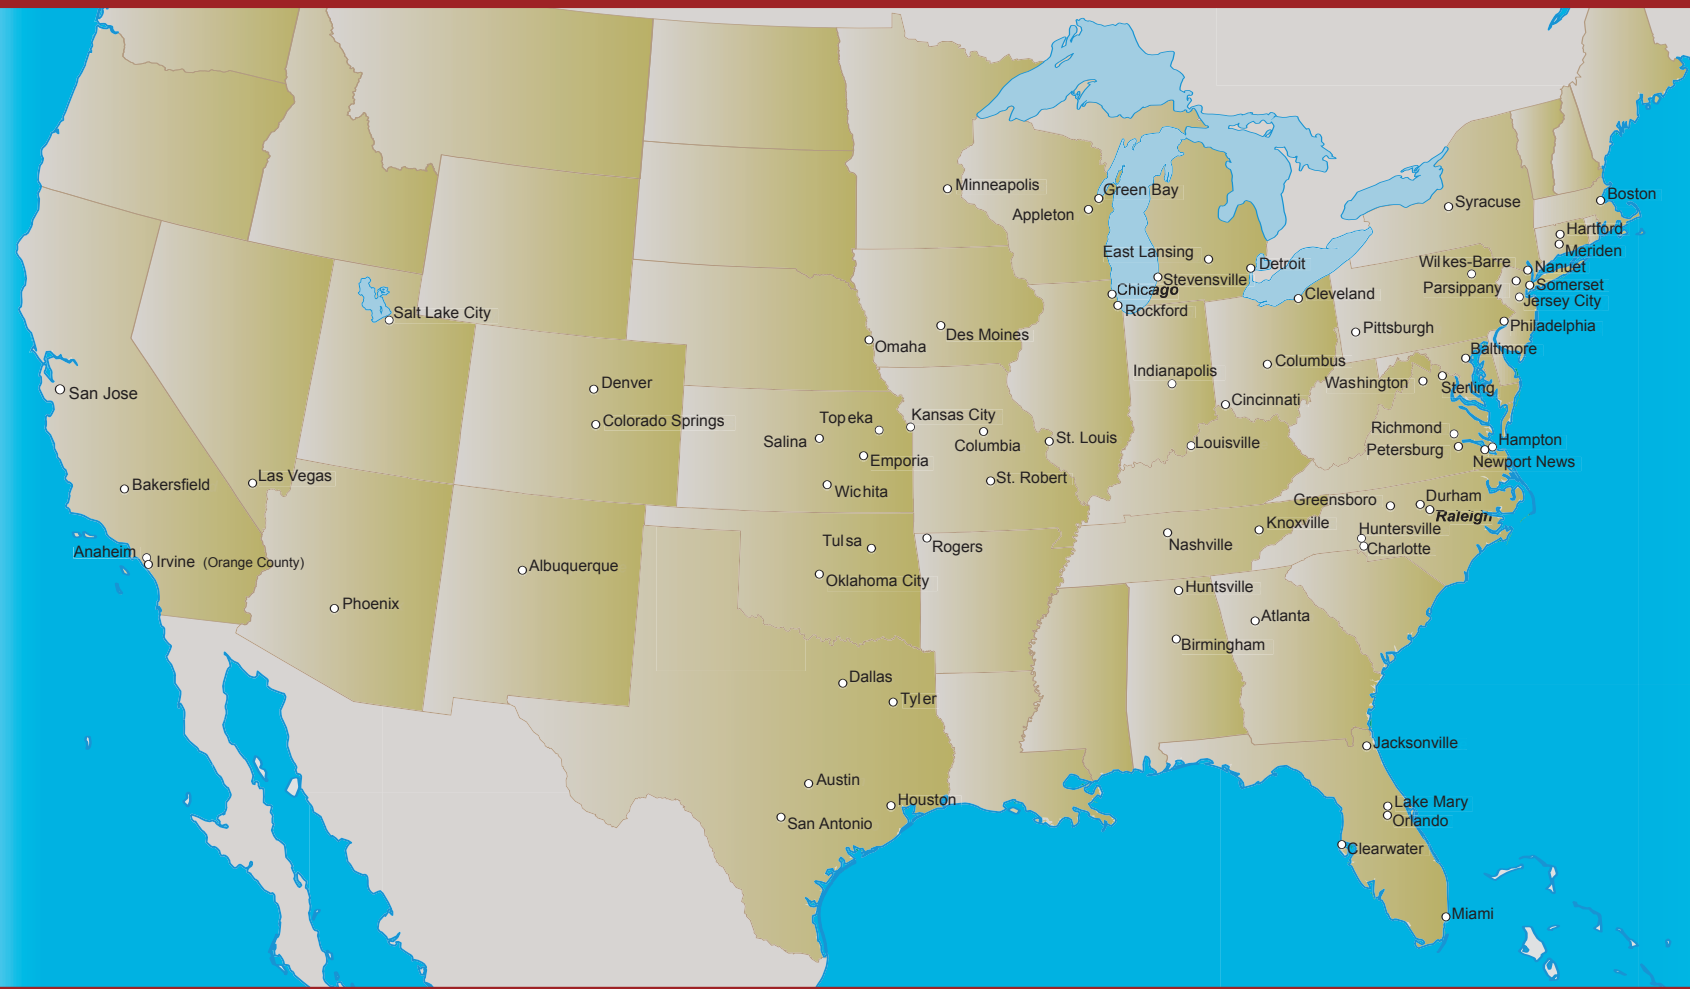 Minneapolis
Green Bay
Appleton
Boston
Syracuse
Hartford
Meriden
East Lansing
Detroit
Wilkes-Barre
Nanuet
Stevensville
Parsippany
Somerset
Chicago
Cleveland
Jersey City
Rockford
Salt Lake City
Philadelphia
Pittsburgh
Des Moines
Omaha
Baltimore
Columbus
Indianapolis
Washington
Sterling
Denver
San Jose
Cincinnati
Colorado Springs
Topeka
Kansas City
Richmond
Salina
Columbia
St. Louis
Louisville
Hampton
Petersburg
Emporia
Newport News
Las Vegas
St. Robert
Bakersfield
Wichita
Greensboro
Durham
Raleigh
Knoxville
Huntersville
Tulsa
Rogers
Nashville
Charlotte
Anaheim
Irvine (Orange County)
Albuquerque
Oklahoma City
Huntsville
Phoenix
Atlanta
Birmingham
Dallas
Tyler
Jacksonville
Austin
Houston
Lake Mary
San Antonio
Orlando
Clearwater
Miami